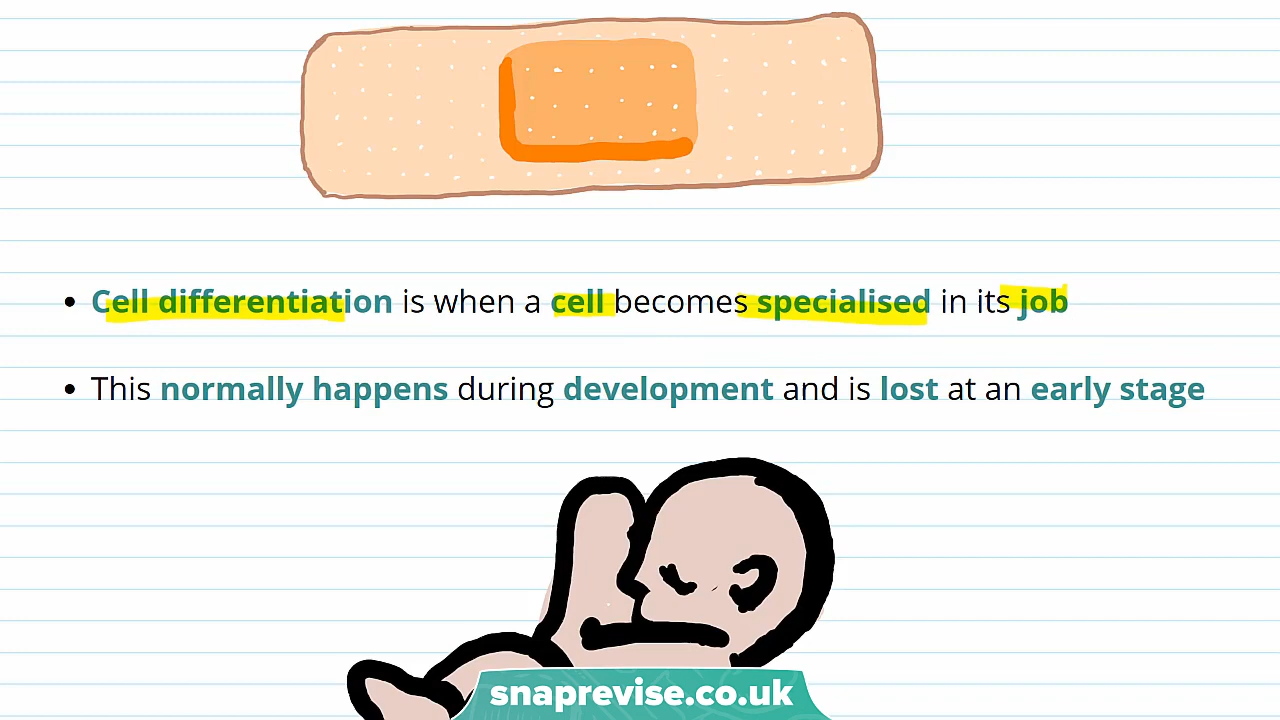 • Cell differentiation is when a cell becomes specialised in its job
• This normally happens during development and is lost at an early stage
snaprevise.co.uk